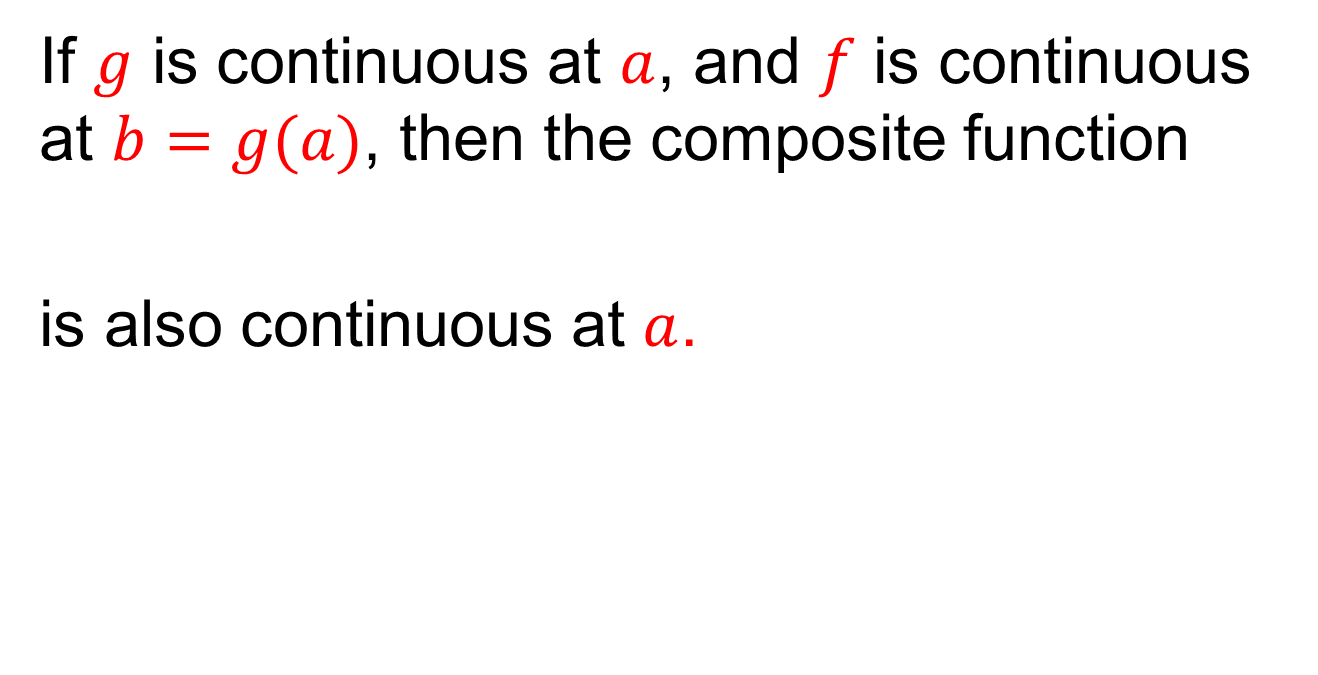 If g is continuous at a, and f is continuous
at b = g(a), then the composite function
is also continuous at a.